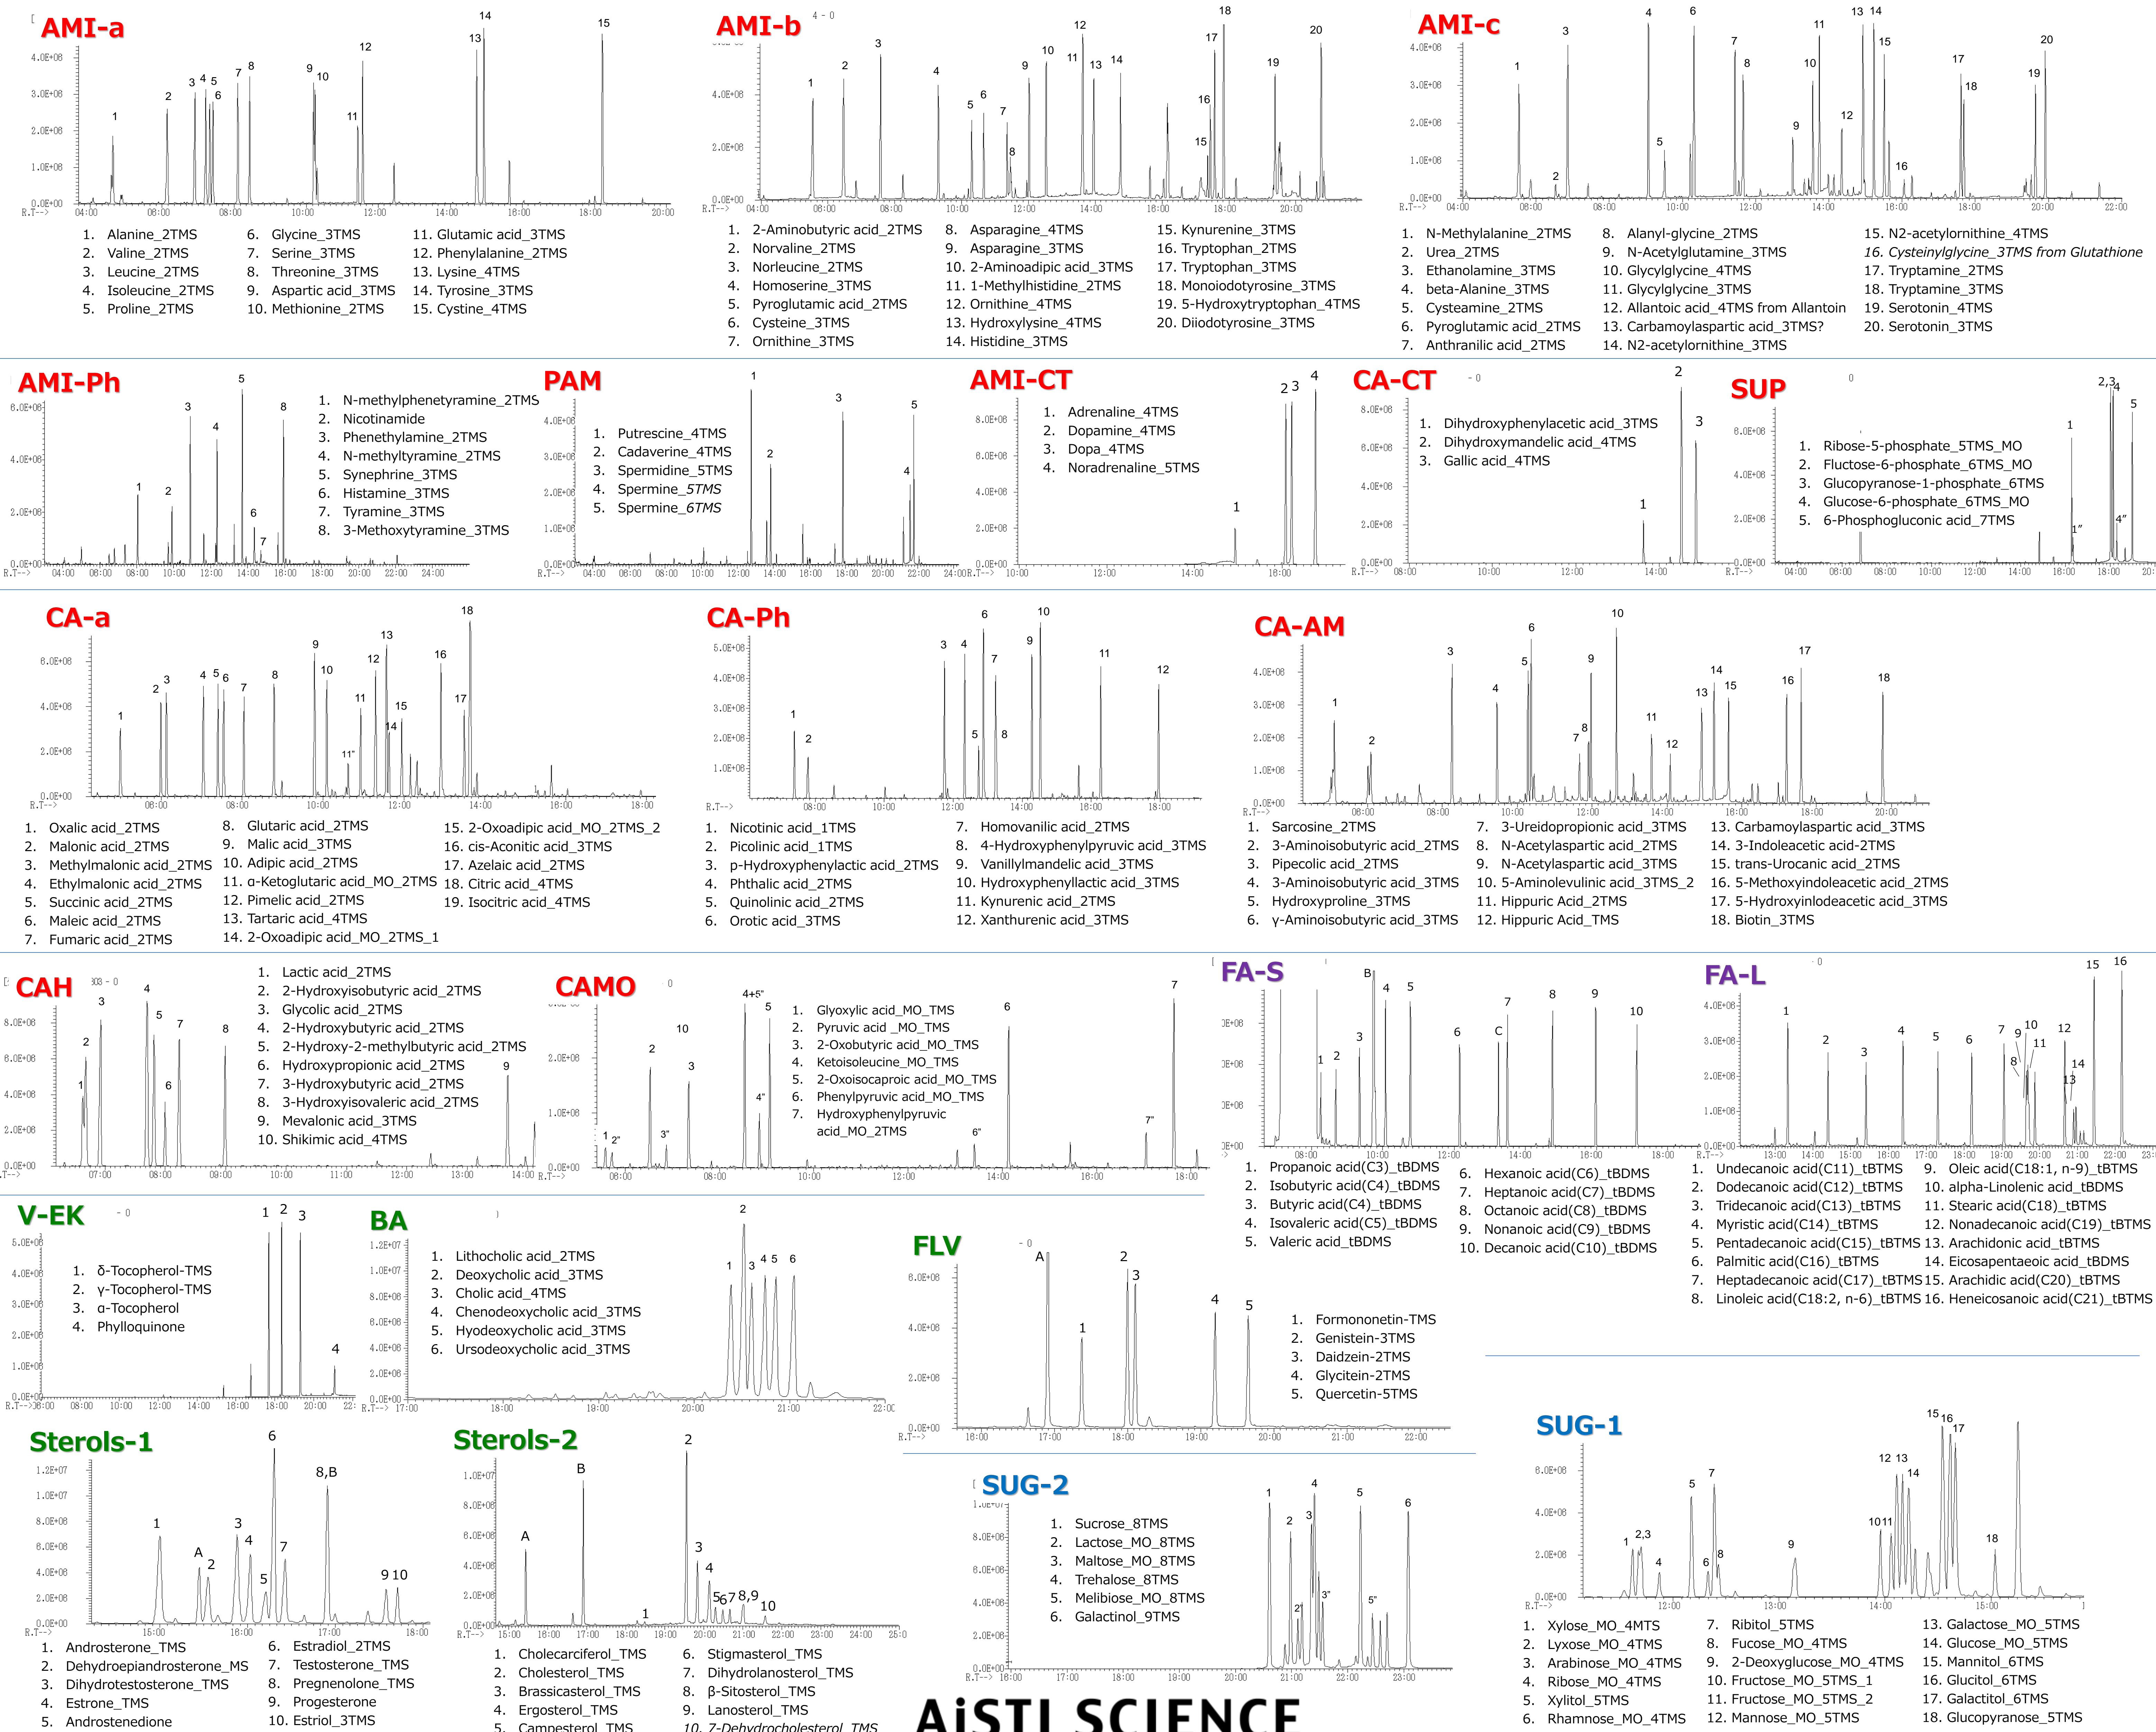 AMI-a
1. Alanine_2TMS
2. Valine_2TMS
3. Leucine_2TMS
4. Isoleucine_2TMS
5. Proline_2TMS
6. Glycine_3TMS
7. Serine_3TMS
8. Threonine_3TMS
9. Aspartic acid_3TMS
10. Methionine_2TMS
11. Glutamic acid_3TMS
12. Phenylalanine_2TMS
13. Lysine_4TMS
14. Tyrosine_3TMS
15. Cystine_4TMS
AMI-b
1. 2-Aminobutyric acid_2TMS
2. Norvaline_2TMS
3. Norleucine_2TMS
4. Homoserine_3TMS
5. Pyroglutamic acid_2TMS
6. Cysteine_3TMS
7. Ornithine_3TMS
8. Asparagine_4TMS
9. Asparagine_3TMS
10. 2-Aminoadipic acid_3TMS
11. 1-Methylhistidine_2TMS
12. Ornithine_4TMS
13. Hydroxylysine_4TMS
14. Histidine_3TMS
15. Kynurenine_3TMS
16. Tryptophan_2TMS
17. Tryptophan_3TMS
18. Monoiodotyrosine_3TMS
19. 5-Hydroxytryptophan_4TMS
20. Diiodotyrosine_3TMS
AMI-c
1. N-Methylalanine_2TMS
2. Urea_2TMS
3. Ethanolamine_3TMS
4. beta-Alanine_3TMS
5. Cysteamine_2TMS
6. Pyroglutamic acid_2TMS
7. Anthranilic acid_2TMS
8. Alanyl-glycine_2TMS
9. N-Acetylglutamine_3TMS
10. Glycylglycine_4TMS
11. Glycylglycine_3TMS
12. Allantoic acid_4TMS from Allantoin
13. Carbamoylaspartic acid_3TMS?
14. N2-acetylornithine_3TMS
15. N2-acetylornithine_4TMS
16. Cysteinylglycine_3TMS from Glutathione
17. Tryptamine_2TMS
18. Tryptamine_3TMS
19. Serotonin_4TMS
20. Serotonin_3TMS
AMI-Ph
1. N-methylphenetyramine_2TMS
2. Nicotinamide
3. Phenethylamine_2TMS
4. N-methyltyramine_2TMS
5. Synephrine_3TMS
6. Histamine_3TMS
7. Tyramine_3TMS
8. 3-Methoxytyramine_3TMS
PAM
1. Putrescine_4TMS
2. Cadaverine_4TMS
3. Spermidine_5TMS
4. Spermine_5TMS
5. Spermine_6TMS
AMI-CT
1. Adrenaline_4TMS
2. Dopamine_4TMS
3. Dopa_4TMS
4. Noradrenaline_5TMS
CA-CT
1. Dihydroxyphenylacetic acid_3TMS
2. Dihydroxymandelic acid_4TMS
3. Gallic acid_4TMS
SUP
1. Ribose-5-phosphate_5TMS_MO
2. Fluctose-6-phosphate_6TMS_MO
3. Glucopyranose-1-phosphate_6TMS
4. Glucose-6-phosphate_6TMS_MO
5. 6-Phosphogluconic acid_7TMS
CA-a
1. Oxalic acid_2TMS
2. Malonic acid_2TMS
3. Methylmalonic acid_2TMS
4. Ethylmalonic acid_2TMS
5. Succinic acid_2TMS
6. Maleic acid_2TMS
7. Fumaric acid_2TMS
8. Glutaric acid_2TMS
9. Malic acid_3TMS
10. Adipic acid_2TMS
11. α-Ketoglutaric acid_MO_2TMS
12. Pimelic acid_2TMS
13. Tartaric acid_4TMS
14. 2-Oxoadipic acid_MO_2TMS_1
15. 2-Oxoadipic acid_MO_2TMS_2
16. cis-Aconitic acid_3TMS
17. Azelaic acid_2TMS
18. Citric acid_4TMS
19. Isocitric acid_4TMS
CA-Ph
1. Nicotinic acid_1TMS
2. Picolinic acid_1TMS
3. p-Hydroxyphenylactic acid_2TMS
4. Phthalic acid_2TMS
5. Quinolinic acid_2TMS
6. Orotic acid_3TMS
7. Homovanilic acid_2TMS
8. 4-Hydroxyphenylpyruvic acid_3TMS
9. Vanillylmandelic acid_3TMS
10. Hydroxyphenyllactic acid_3TMS
11. Kynurenic acid_2TMS
12. Xanthurenic acid_3TMS
CA-AM
1. Sarcosine_2TMS
2. 3-Aminoisobutyric acid_2TMS
3. Pipecolic acid_2TMS
4. 3-Aminoisobutyric acid_3TMS
5. Hydroxyproline_3TMS
6. γ-Aminoisobutyric acid_3TMS
7. 3-Ureidopropionic acid_3TMS
8. N-Acetylaspartic acid_2TMS
9. N-Acetylaspartic acid_3TMS
10. 5-Aminolevulinic acid_3TMS_2
11. Hippuric Acid_2TMS
12. Hippuric Acid_TMS
13. Carbamoylaspartic acid_3TMS
14. 3-Indoleacetic acid-2TMS
15. trans-Urocanic acid_2TMS
16. 5-Methoxyindoleacetic acid_2TMS
17. 5-Hydroxyinlodeacetic acid_3TMS
18. Biotin_3TMS
CAH
1. Lactic acid_2TMS
2. 2-Hydroxyisobutyric acid_2TMS
3. Glycolic acid_2TMS
4. 2-Hydroxybutyric acid_2TMS
5. 2-Hydroxy-2-methylbutyric acid_2TMS
6. Hydroxypropionic acid_2TMS
7. 3-Hydroxybutyric acid_2TMS
8. 3-Hydroxyisovaleric acid_2TMS
9. Mevalonic acid_3TMS
10. Shikimic acid_4TMS
CAMO
1. Glyoxylic acid_MO_TMS
2. Pyruvic acid _MO_TMS
3. 2-Oxobutyric acid_MO_TMS
4. Ketoisoleucine_MO_TMS
5. 2-Oxoisocaproic acid_MO_TMS
6. Phenylpyruvic acid_MO_TMS
7. Hydroxyphenylpyruvic
acid_MO_2TMS
FA-S
1. Propanoic acid(C3)_tBDMS
2. Isobutyric acid(C4)_tBDMS
3. Butyric acid(C4)_tBDMS
4. Isovaleric acid(C5)_tBDMS
5. Valeric acid_tBDMS
6. Hexanoic acid(C6)_tBDMS
7. Heptanoic acid(C7)_tBDMS
8. Octanoic acid(C8)_tBDMS
9. Nonanoic acid(C9)_tBDMS
10. Decanoic acid(C10)_tBDMS
FA-L
1. Undecanoic acid(C11)_tBTMS
2. Dodecanoic acid(C12)_tBTMS
3. Tridecanoic acid(C13)_tBTMS
4. Myristic acid(C14)_tBTMS
5. Pentadecanoic acid(C15)_tBTMS
6. Palmitic acid(C16)_tBTMS
7. Heptadecanoic acid(C17)_tBTMS
8. Linoleic acid(C18:2, n-6)_tBTMS
9. Oleic acid(C18:1, n-9)_tBTMS
10. alpha-Linolenic acid_tBDMS
11. Stearic acid(C18)_tBTMS
12. Nonadecanoic acid(C19)_tBTMS
13. Arachidonic acid_tBTMS
14. Eicosapentaeoic acid_tBDMS
15. Arachidic acid(C20)_tBTMS
16. Heneicosanoic acid(C21)_tBTMS
V-EK
1. δ-Tocopherol-TMS
2. γ-Tocopherol-TMS
3. α-Tocopherol
4. Phylloquinone
BA
1. Lithocholic acid_2TMS
2. Deoxycholic acid_3TMS
3. Cholic acid_4TMS
4. Chenodeoxycholic acid_3TMS
5. Hyodeoxycholic acid_3TMS
6. Ursodeoxycholic acid_3TMS
FLV
1. Formononetin-TMS
2. Genistein-3TMS
3. Daidzein-2TMS
4. Glycitein-2TMS
5. Quercetin-5TMS
Sterols-1
1. Androsterone_TMS
2. Dehydroepiandrosterone_MS
3. Dihydrotestosterone_TMS
4. Estrone_TMS
5. Androstenedione
6. Estradiol_2TMS
7. Testosterone_TMS
8. Pregnenolone_TMS
9. Progesterone
10. Estriol_3TMS
Sterols-2
1. Cholecarciferol_TMS
2. Cholesterol_TMS
3. Brassicasterol_TMS
4. Ergosterol_TMS
5. Campesterol_TMS
6. Stigmasterol_TMS
7. Dihydrolanosterol_TMS
8. β-Sitosterol_TMS
9. Lanosterol_TMS
10. 7-Dehydrocholesterol_TMS
SUG-2
1. Sucrose_8TMS
2. Lactose_MO_8TMS
3. Maltose_MO_8TMS
4. Trehalose_8TMS
5. Melibiose_MO_8TMS
6. Galactinol_9TMS
SUG-1
1. Xylose_MO_4MTS
2. Lyxose_MO_4TMS
3. Arabinose_MO_4TMS
4. Ribose_MO_4TMS
5. Xylitol_5TMS
6. Rhamnose_MO_4TMS
7. Ribitol_5TMS
8. Fucose_MO_4TMS
9. 2-Deoxyglucose_MO_4TMS
10. Fructose_MO_5TMS_1
11. Fructose_MO_5TMS_2
12. Mannose_MO_5TMS
13. Galactose_MO_5TMS
14. Glucose_MO_5TMS
15. Mannitol_6TMS
16. Glucitol_6TMS
17. Galactitol_6TMS
18. Glucopyranose_5TMS
AiSTI SCIENCE